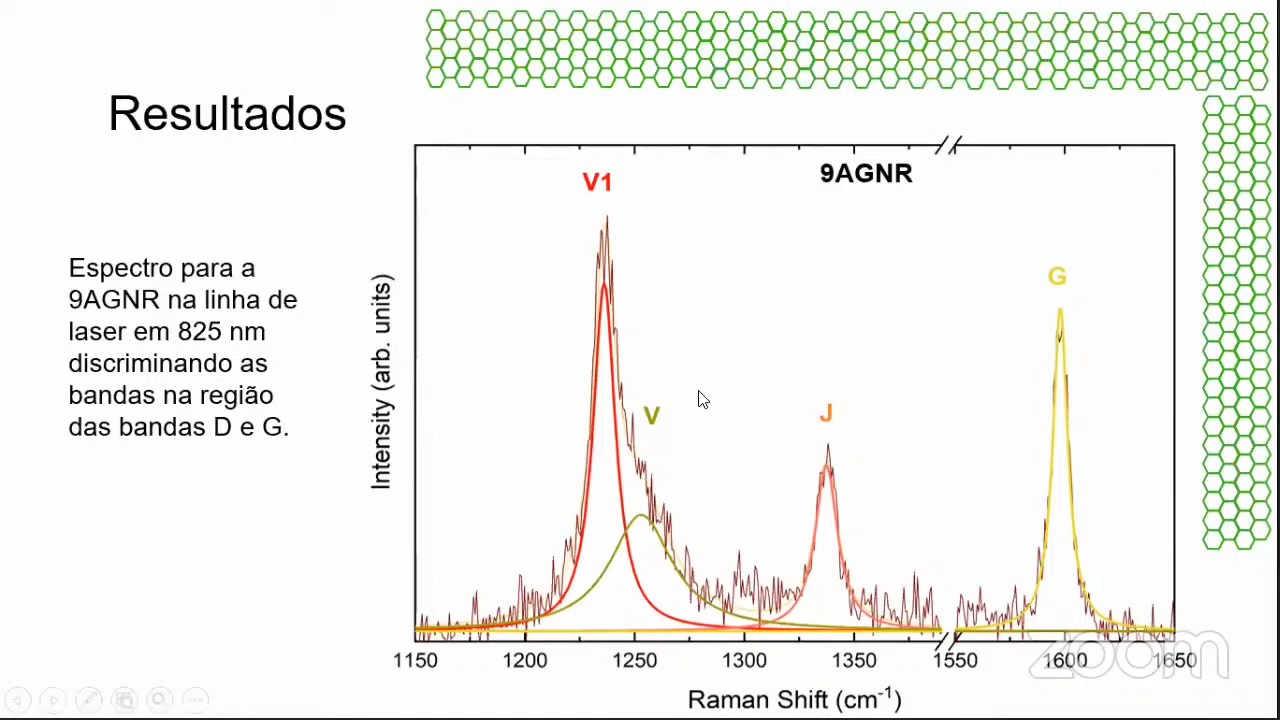 Resultados
Espectro para a
9AGNR na linha de
laser em 825 nm
discriminando as
bandas na região
das bandas D e G.
9AGNR
V1
V
J
G
Intensity (arb. units)
1150 1200 1250 1300 1350 1550 1600 1650
Raman Shift (cm⁻¹)
zoom